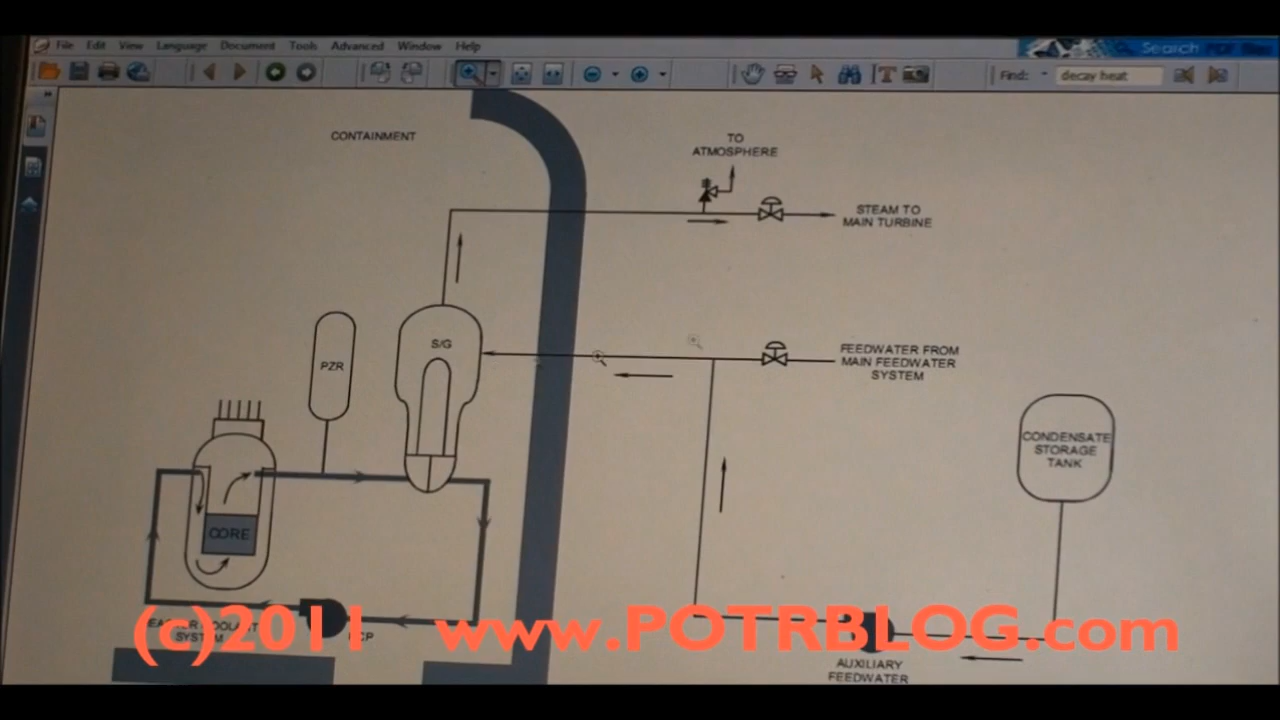 File Edit View Language Document Tools Advanced Window Help
Search
Find: decay heat
CONTAINMENT
TO
ATMOSPHERE
STEAM TO
MAIN TURBINE
S/G
PZR
FEEDWATER FROM
MAIN FEEDWATER
SYSTEM
CONDENSATE
STORAGE
TANK
CORE
(c)2011 www.POTRBLOG.com
AUXILIARY
FEEDWATER